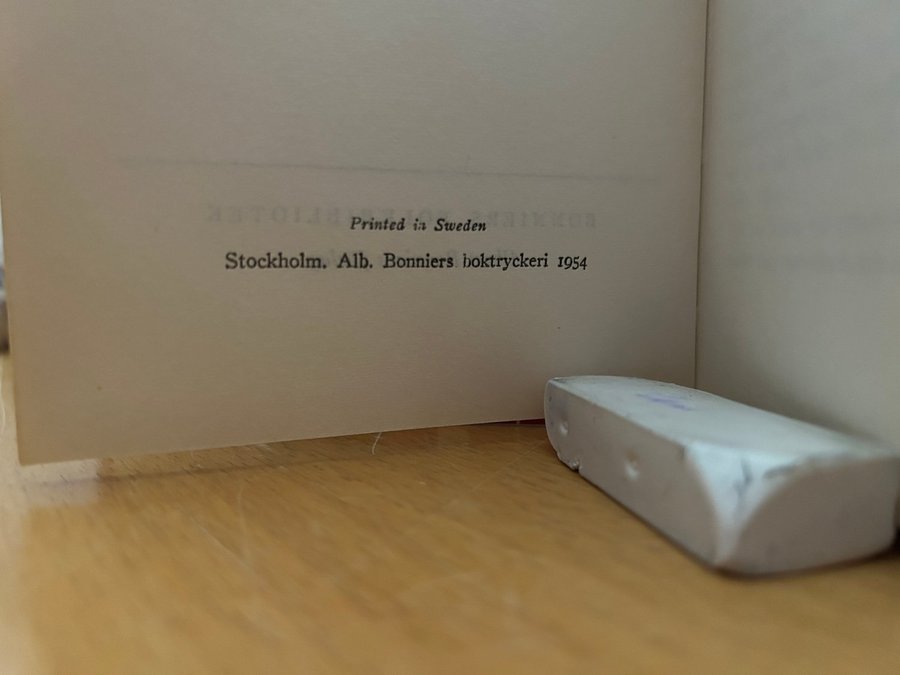 Printed in Sweden
Stockholm. Alb. Bonniers boktryckeri 1954